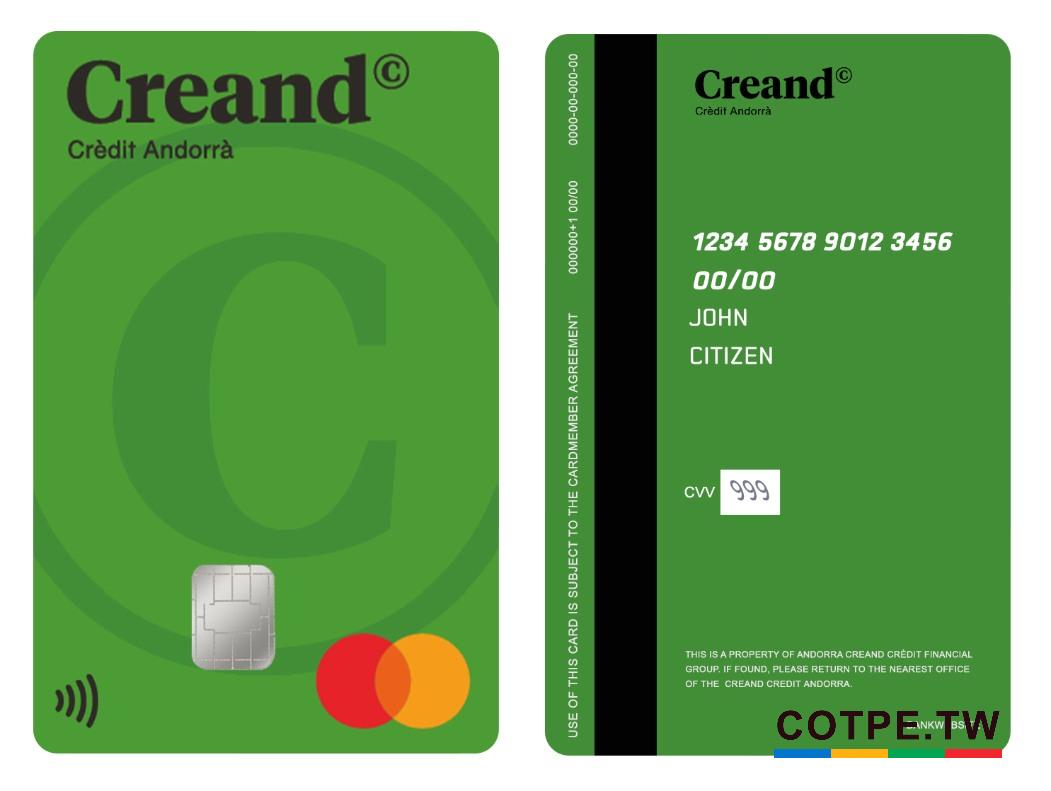 Creand©
Crèdit Andorrà
0000-00-000-00
000000+1 00/00
USE OF THIS CARD IS SUBJECT TO THE CARDMEMBER AGREEMENT
Creand©
Crèdit Andorrà
1234 5678 9012 3456
00/00
JOHN
CITIZEN
CVV 999
THIS IS A PROPERTY OF ANDORRA CREAND CRÈDIT FINANCIAL
GROUP. IF FOUND, PLEASE RETURN TO THE NEAREST OFFICE
OF THE CREAND CREDIT ANDORRA.
COTPE.TW